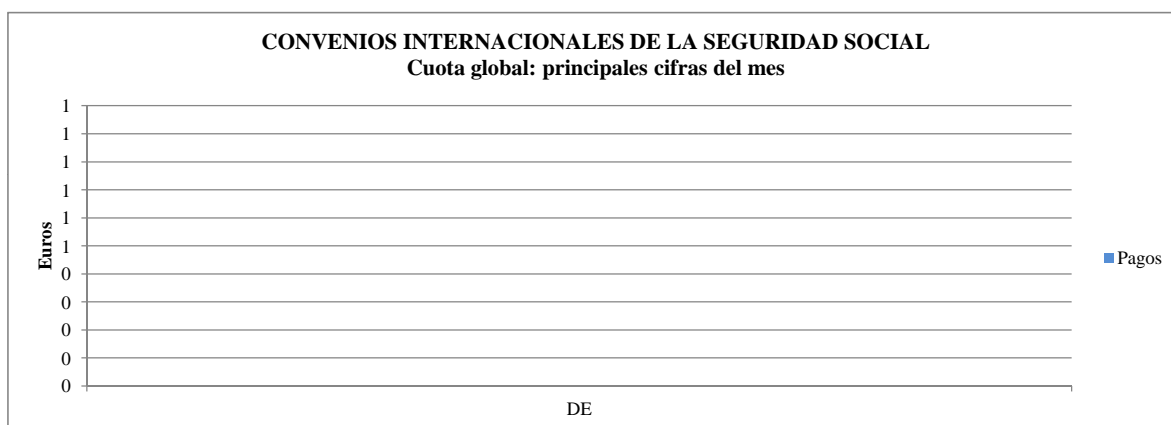 CONVENIOS INTERNACIONALES DE LA SEGURIDAD SOCIAL
Cuota global: principales cifras del mes
1
1
1
1
1
1
0
0
0
0
0
Euros
DE
Pagos